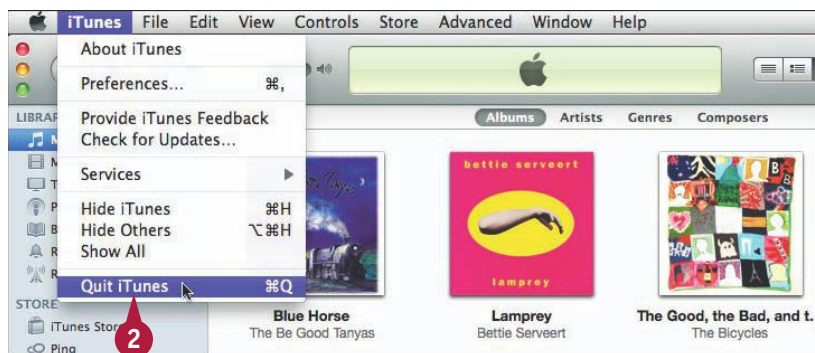 iTunes File Edit View Controls Store Advanced Window Help
About iTunes
Preferences... ⌘,
Provide iTunes Feedback
Check for Updates...
Services
Hide iTunes ⌘H
Hide Others ⌥⌘H
Show All
Quit iTunes ⌘Q
2
Albums Artists Genres Composers
STORE
iTunes Store
Ping
bettie serveert
lamprey
B
Blue Horse
The Be Good Tanyas
Lamprey
Bettie Serveert
The Good, the Bad, and t...
The Bicycles